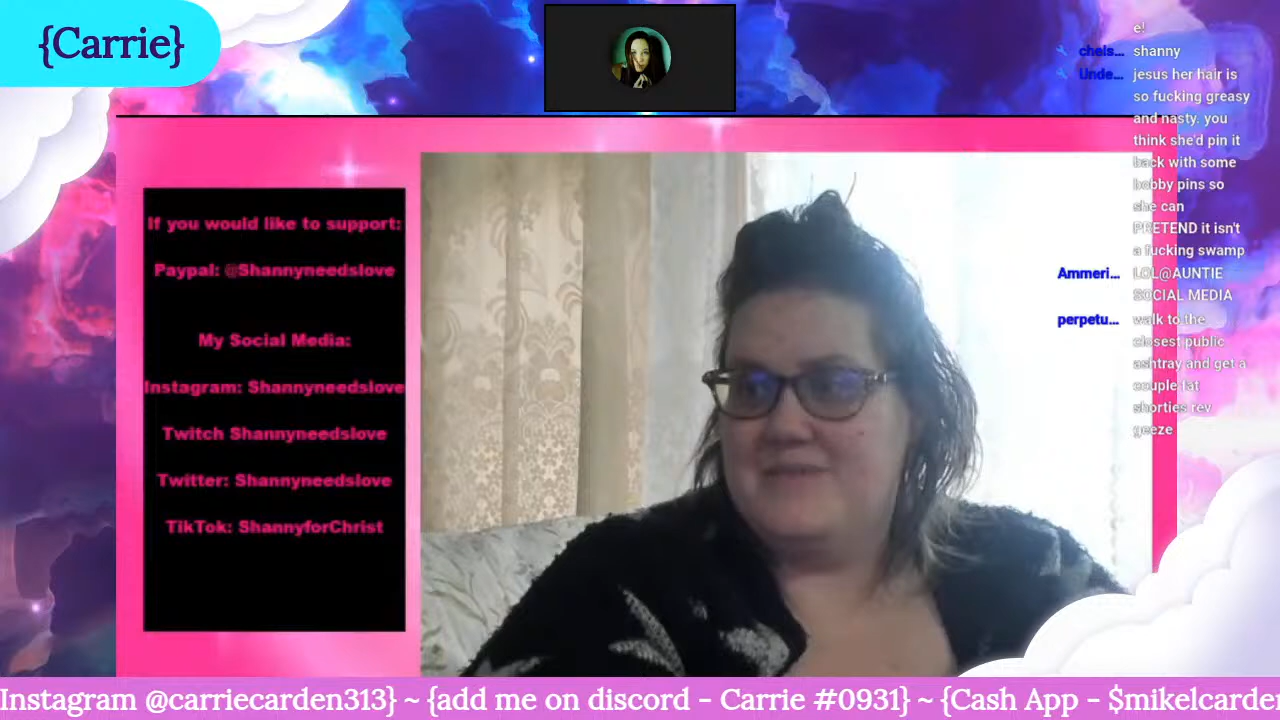 {Carrie}
If you would like to support:
Paypal: @Shannyneedslove
My Social Media:
Instagram: Shannyneedslove
Twitch Shannyneedslove
Twitter: Shannyneedslove
TikTok: ShannyforChrist
e!
chels... shanny
Unde... jesus her hair is
so fucking greasy
and nasty. you
think she'd pin it
back with some
bobby pins so
she can
PRETEND it isn't
a fucking swamp
Ammeri... LOL@AUNTIE
SOCIAL MEDIA
perpetu... walk to the
closest public
ashtray and get a
couple fat
shorties rev
geeze
Instagram @carriecarden313} ~ {add me on discord - Carrie #0931} ~ {Cash App - $mikelcarden